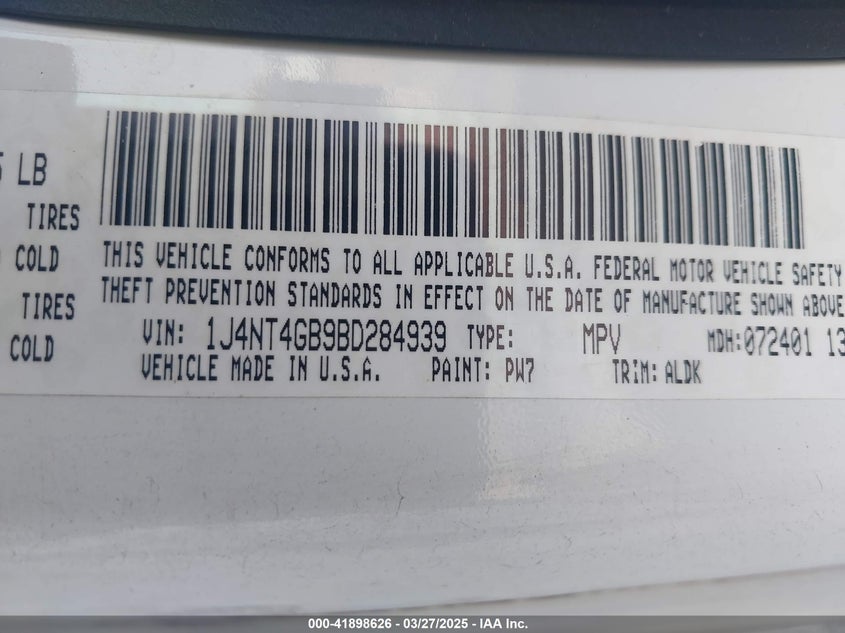 5 LB
TIRES
COLD
TIRES
COLD
THIS VEHICLE CONFORMS TO ALL APPLICABLE U.S.A. FEDERAL MOTOR VEHICLE SAFETY
THEFT PREVENTION STANDARDS IN EFFECT ON THE DATE OF MANUFACTURE SHOWN ABOVE
VIN: 1J4NT4GB9BD284939 TYPE: MPV MDH:072401 13
VEHICLE MADE IN U.S.A. PAINT: PW7 TRIM: ALDK
000-41898626 - 03/27/2025 - IAA Inc.